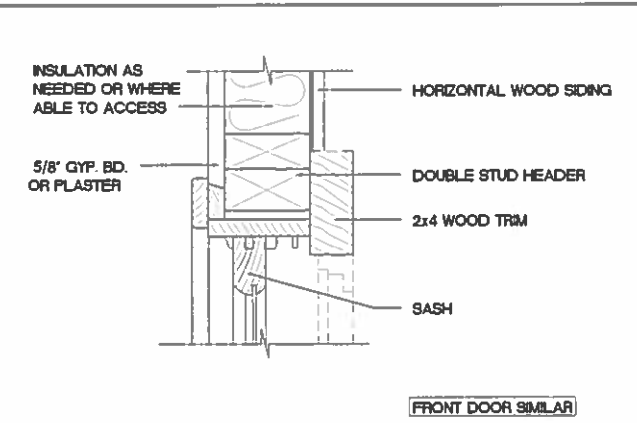 INSULATION AS
NEEDED OR WHERE
ABLE TO ACCESS
HORIZONTAL WOOD SIDING
5/8" GYP. BD.
OR PLASTER
DOUBLE STUD HEADER
2x4 WOOD TRIM
SASH
FRONT DOOR SIMILAR